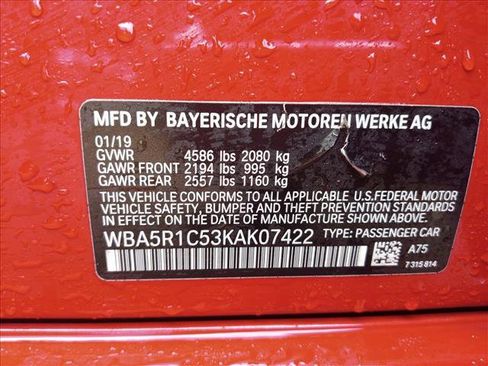 MFD BY BAYERISCHE MOTOREN WERKE AG
01/19
GVWR 4586 lbs 2080 kg
GAWR FRONT 2194 lbs 995 kg
GAWR REAR 2557 lbs 1160 kg
THIS VEHICLE CONFORMS TO ALL APPLICABLE U.S.FEDERAL MOTOR
VEHICLE SAFETY, BUMPER AND THEFT PREVENTION STANDARDS
IN EFFECT ON THE DATE OF MANUFACTURE SHOWN ABOVE.
WBA5R1C53KAK07422 TYPE: PASSENGER CAR
A75
7315814